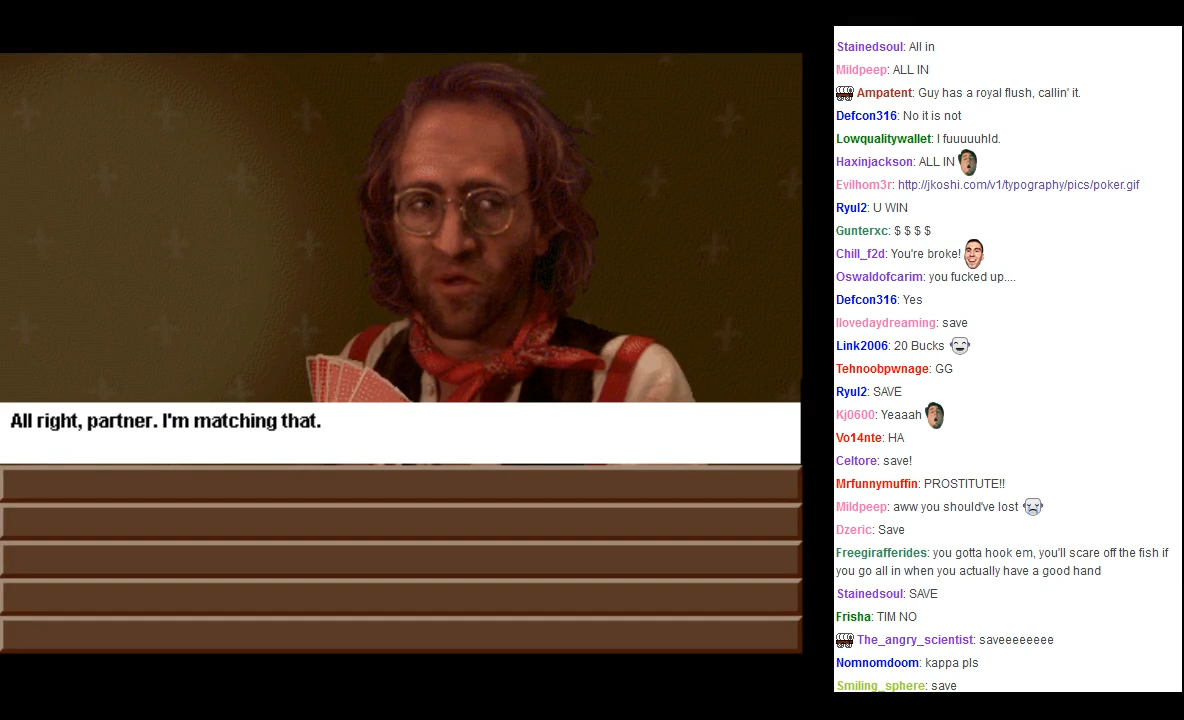 All right, partner. I'm matching that.
Stainedsoul: All in
Mildpeep: ALL IN
Ampatent: Guy has a royal flush, callin' it.
Defcon316: No it is not
Lowqualitywallet: I fuuuuuhld.
Haxinjackson: ALL IN
Evilhom3r: http://jkoshi.com/v1/typography/pics/poker.gif
Ryul2: U WIN
Gunterxc: $ $ $ $
Chill_f2d: You're broke!
Oswaldofcarim: you fucked up....
Defcon316: Yes
Ilovedaydreaming: save
Link2006: 20 Bucks
Tehnoobpwnage: GG
Ryul2: SAVE
Kj0600: Yeaaah
Vo14nte: HA
Celtore: save!
Mrfunnymuffin: PROSTITUTE!!
Mildpeep: aww you should've lost
Dzeric: Save
Freegirafferides: you gotta hook em, you'll scare off the fish if
you go all in when you actually have a good hand
Stainedsoul: SAVE
Frisha: TIM NO
The_angry_scientist: saveeeeeeee
Nomnomdoom: kappa pls
Smiling_sphere: save